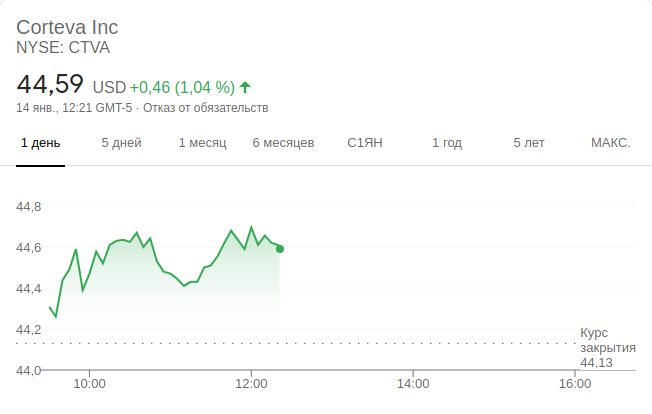 Corteva Inc
NYSE: CTVA
44,59 USD +0,46 (1,04 %)
14 янв., 12:21 GMT-5 · Отказ от обязательств
1 день 5 дней 1 месяц 6 месяцев С1ЯН 1 год 5 лет МАКС.
44,8
44,6
44,4
44,2
Курс
закрытия
44,13
44,0
10:00 12:00 14:00 16:00